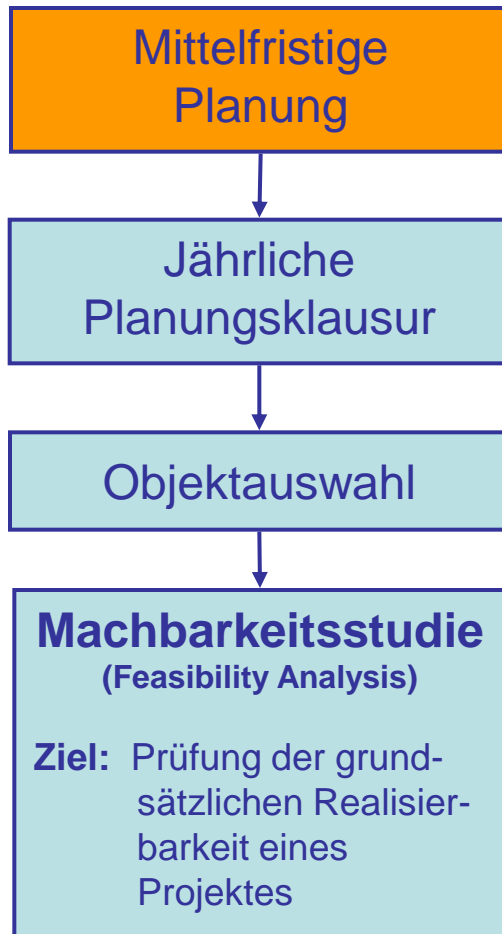 Mittelfristige
Planung
Jährliche
Planungsklausur
Objektauswahl
Machbarkeitsstudie
(Feasibility Analysis)
Ziel: Prüfung der grund-
sätzlichen Realisier-
barkeit eines
Projektes